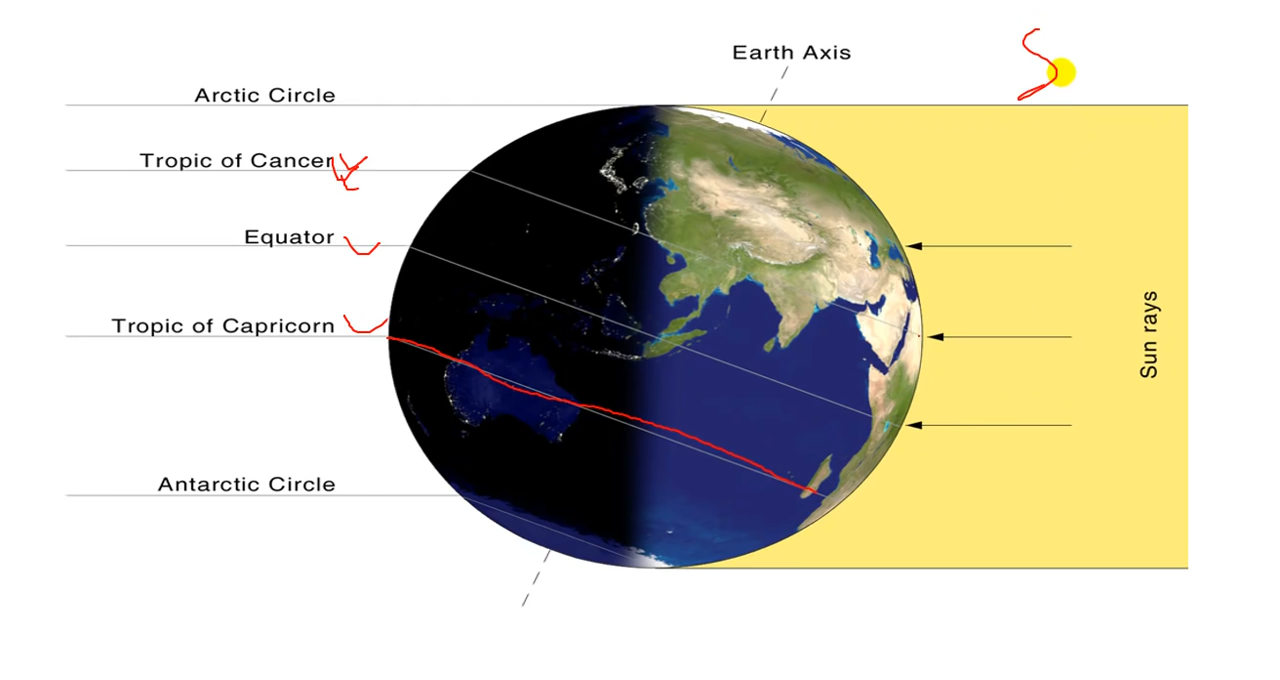 Earth Axis
Arctic Circle
Tropic of Cancer
Equator
Tropic of Capricorn
Antarctic Circle
Sun rays